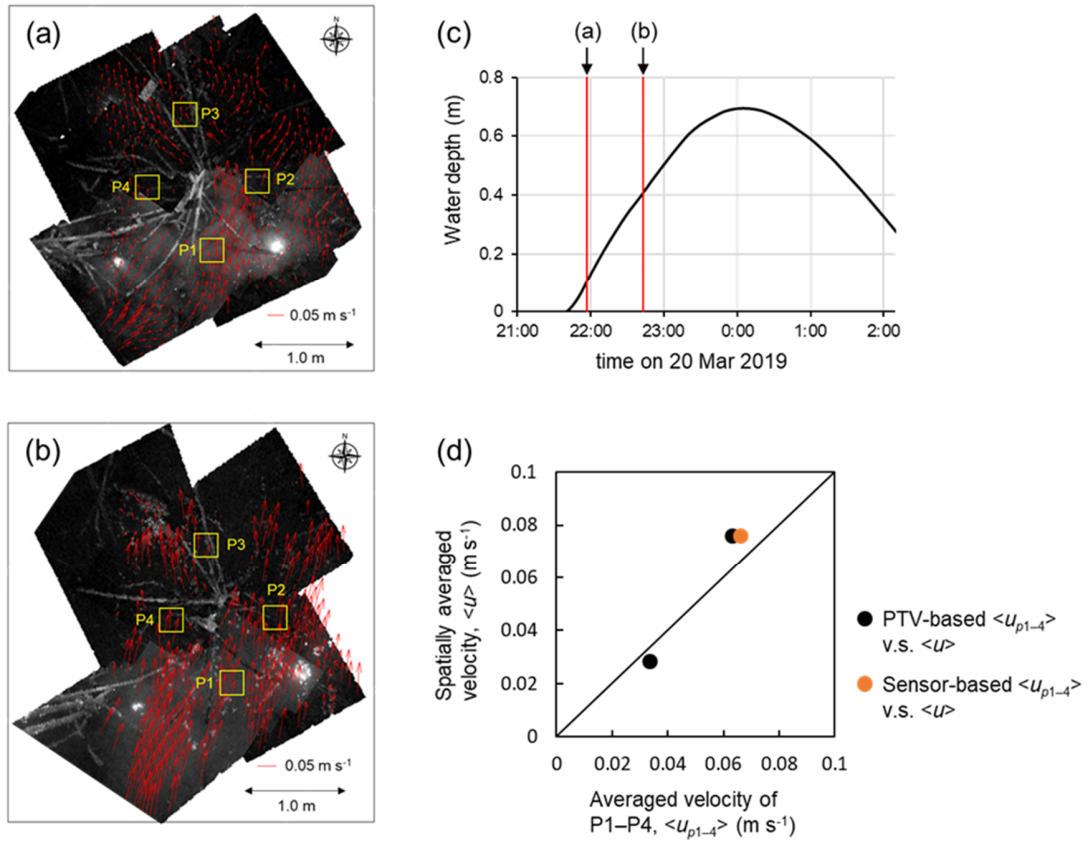 (a)
N
P3
P4
P2
P1
0.05 m s-1
1.0 m
(c)
(a)
(b)
Water depth (m)
0.8
0.6
0.4
0.2
0
21:00
22:00
23:00
0:00
1:00
2:00
time on 20 Mar 2019
(b)
N
P3
P2
P4
P1
0.05 m s-1
1.0 m
(d)
Spatially averaged
velocity, <u> (m s-1)
0.1
0.08
0.06
0.04
0.02
0
0
0.02
0.04
0.06
0.08
0.1
Averaged velocity of
P1–P4, <up1–4> (m s-1)
PTV-based <up1–4>
v.s. <u>
Sensor-based <up1–4>
v.s. <u>